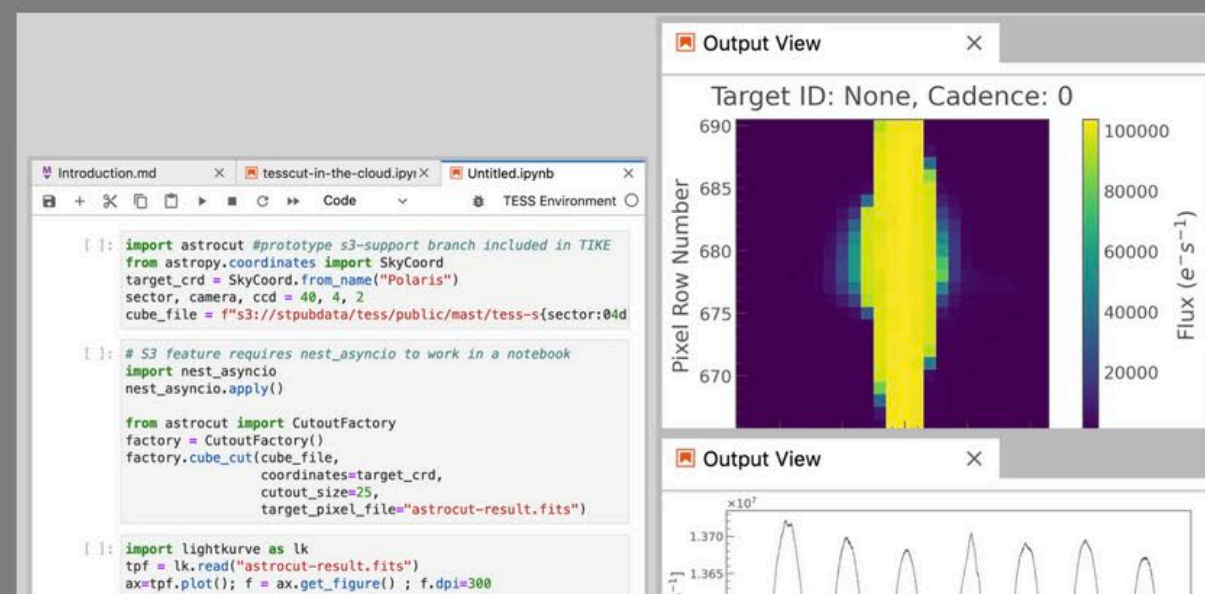 Introduction.md
tesscut-in-the-cloud.ipy
Untitled.ipynb
Code
TESS Environment
[ ]: import astrocut #prototype s3-support branch included in TIKE
from astropy.coordinates import SkyCoord
target_crd = SkyCoord.from_name("Polaris")
sector, camera, ccd = 40, 4, 2
cube_file = f"s3://stpubdata/tess/public/mast/tess-s{sector:04d
[ ]: # S3 feature requires nest_asyncio to work in a notebook
import nest_asyncio
nest_asyncio.apply()
from astrocut import CutoutFactory
factory = CutoutFactory()
factory.cube_cut(cube_file,
coordinates=target_crd,
cutout_size=25,
target_pixel_file="astrocut-result.fits")
[ ]: import lightkurve as lk
tpf = lk.read("astrocut-result.fits")
ax=tpf.plot(); f = ax.get_figure() ; f.dpi=300
Output View
Target ID: None, Cadence: 0
690
685
680
675
670
Pixel Row Number
100000
80000
60000
40000
20000
Flux (e⁻s⁻¹)
Output View
×10⁷
1.370
1.365